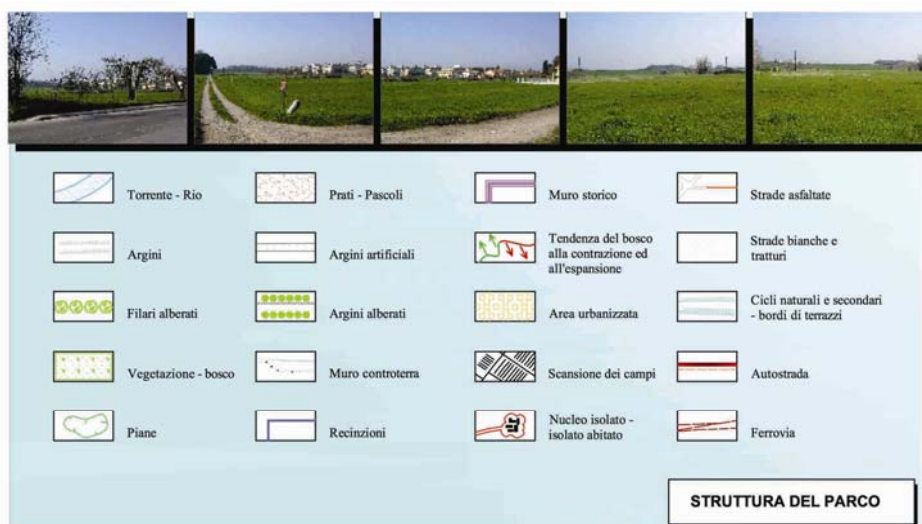 Torrente - Rio
Prati - Pascoli
Muro storico
Strade asfaltate
Argini
Argini artificiali
Tendenza del bosco
alla contrazione ed
all'espansione
Strade bianche e
tratturi
Filari alberati
Argini alberati
Area urbanizzata
Cicli naturali e secondari
- bordi di terrazzi
Vegetazione - bosco
Muro controterra
Scansione dei campi
Autostrada
Piane
Recinzioni
Nucleo isolato -
isolato abitato
Ferrovia
STRUTTURA DEL PARCO